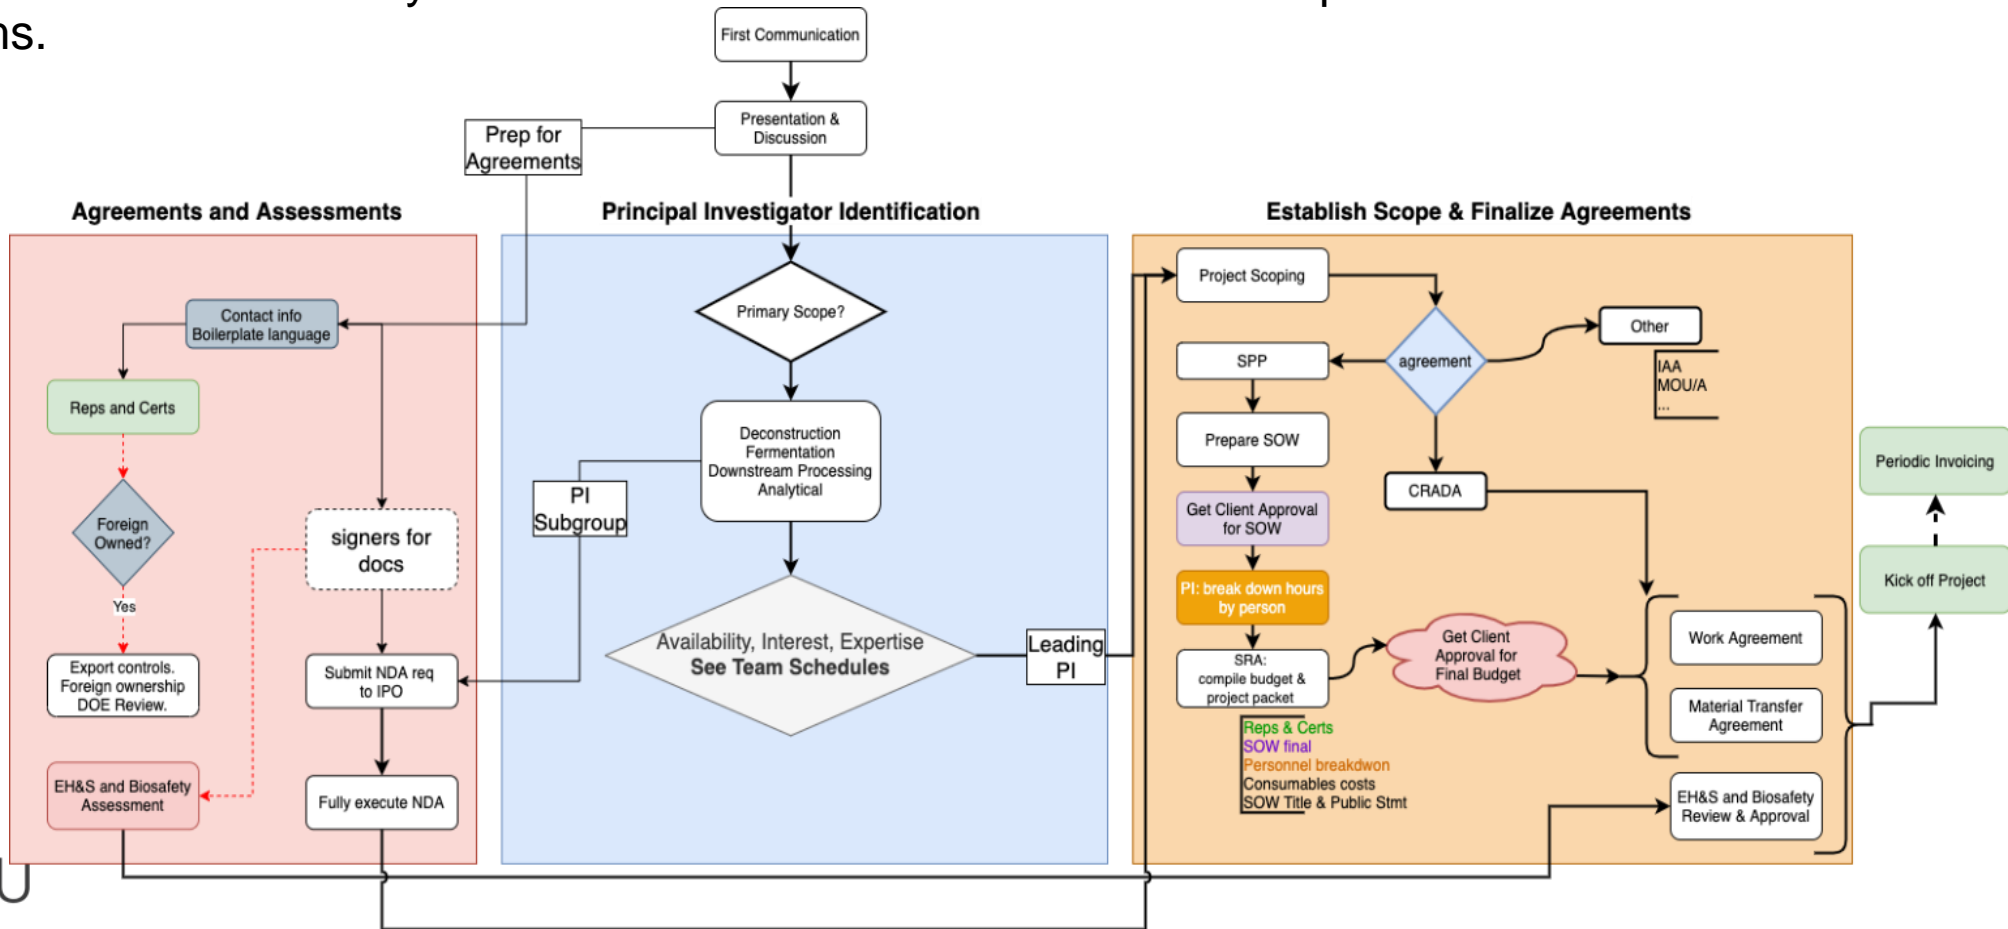 ns.
First Communication
Presentation &
Discussion
Prep for
Agreements
Agreements and Assessments
Principal Investigator Identification
Establish Scope & Finalize Agreements
Contact info
Boilerplate language
Reps and Certs
Foreign
Owned?
Yes
Export controls.
Foreign ownership
DOE Review.
EH&S and Biosafety
Assessment
signers for
docs
Submit NDA req
to IPO
Fully execute NDA
Primary Scope?
Deconstruction
Fermentation
Downstream Processing
Analytical
PI
Subgroup
Availability, Interest, Expertise
See Team Schedules
Leading
PI
Project Scoping
agreement
Other
IAA
MOU/A
...
SPP
Prepare SOW
Get Client Approval
for SOW
PI: break down hours
by person
SRA:
compile budget &
project packet
Reps & Certs
SOW final
Personnel breakdwon
Consumables costs
SOW Title & Public Stmt
CRADA
Get Client
Approval for
Final Budget
Work Agreement
Material Transfer
Agreement
EH&S and Biosafety
Review & Approval
Periodic Invoicing
Kick off Project